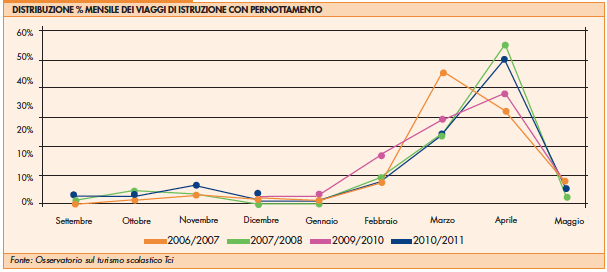 DISTRIBUZIONE % MENSILE DEI VIAGGI DI ISTRUZIONE CON PERNOTTAMENTO
60%
50%
40%
30%
20%
10%
10%
0%
Settembre Ottobre Novembre Dicembre Gennaio Febbraio Marzo Aprile Maggio
2006/2007 2007/2008 2009/2010 2010/2011
Fonte: Osservatorio sul turismo scolastico Tci